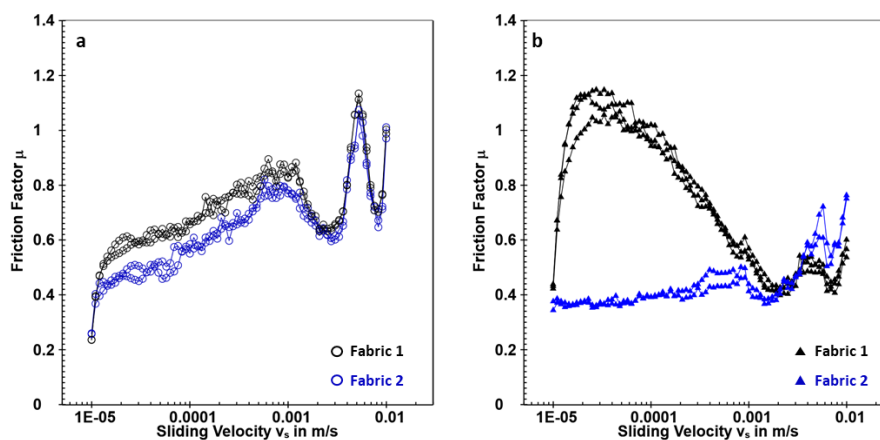 a
1.4
1.2
1
0.8
0.6
0.4
0.2
0
Friction Factor μ
1E-05 0.0001 0.001 0.01
Sliding Velocity vs in m/s
Fabric 1
Fabric 2
b
1.4
1.2
1
0.8
0.6
0.4
0.2
0
Friction Factor μ
1E-05 0.0001 0.001 0.01
Sliding Velocity vs in m/s
Fabric 1
Fabric 2